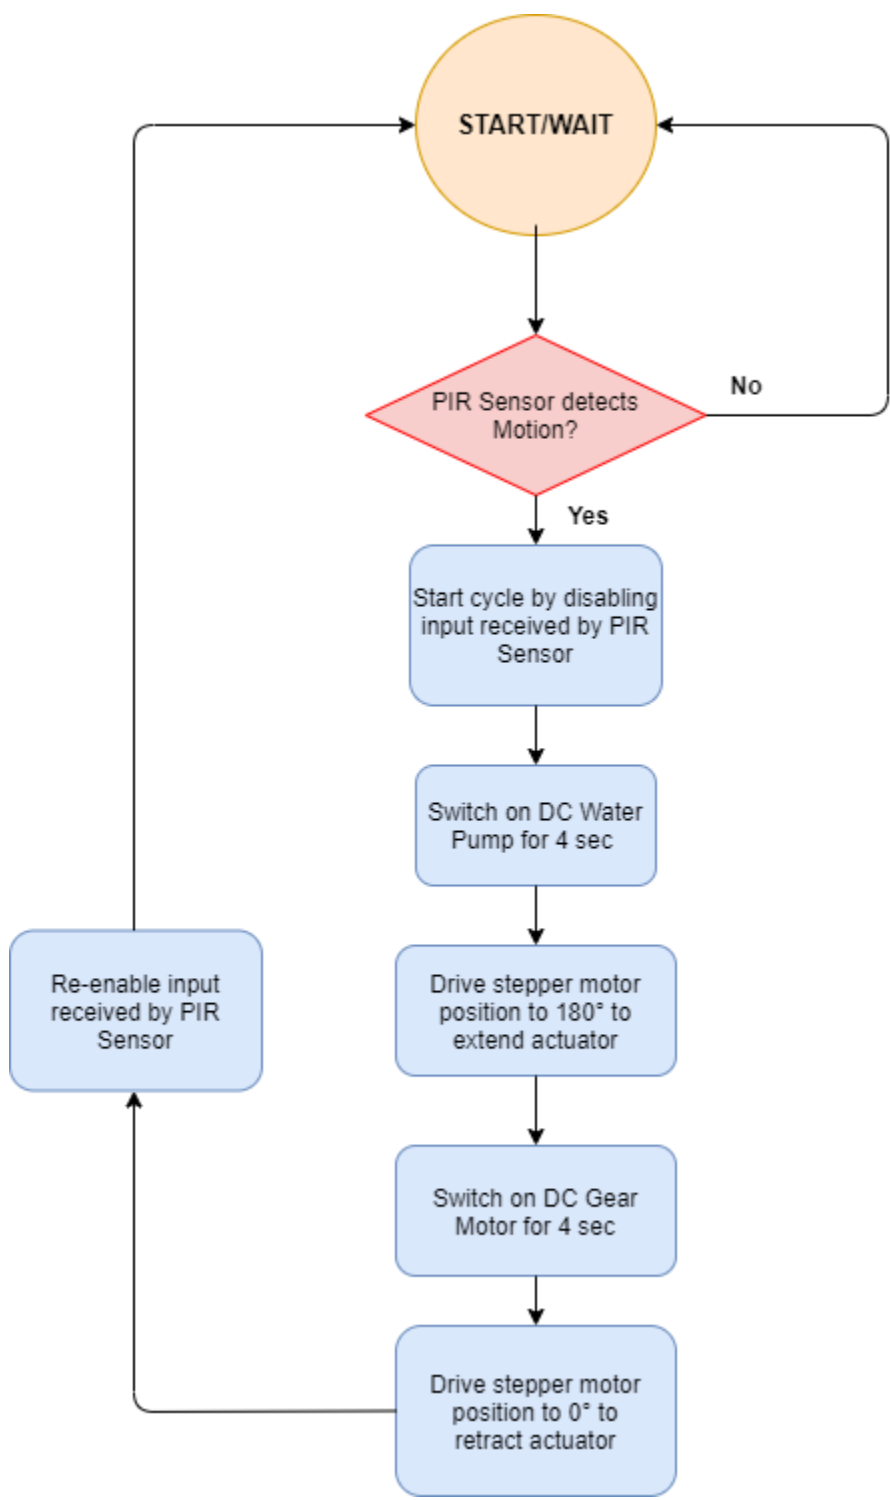 START/WAIT
PIR Sensor detects
Motion?
No
Yes
Start cycle by disabling
input received by PIR
Sensor
Switch on DC Water
Pump for 4 sec
Drive stepper motor
position to 180° to
extend actuator
Switch on DC Gear
Motor for 4 sec
Drive stepper motor
position to 0° to
retract actuator
Re-enable input
received by PIR
Sensor